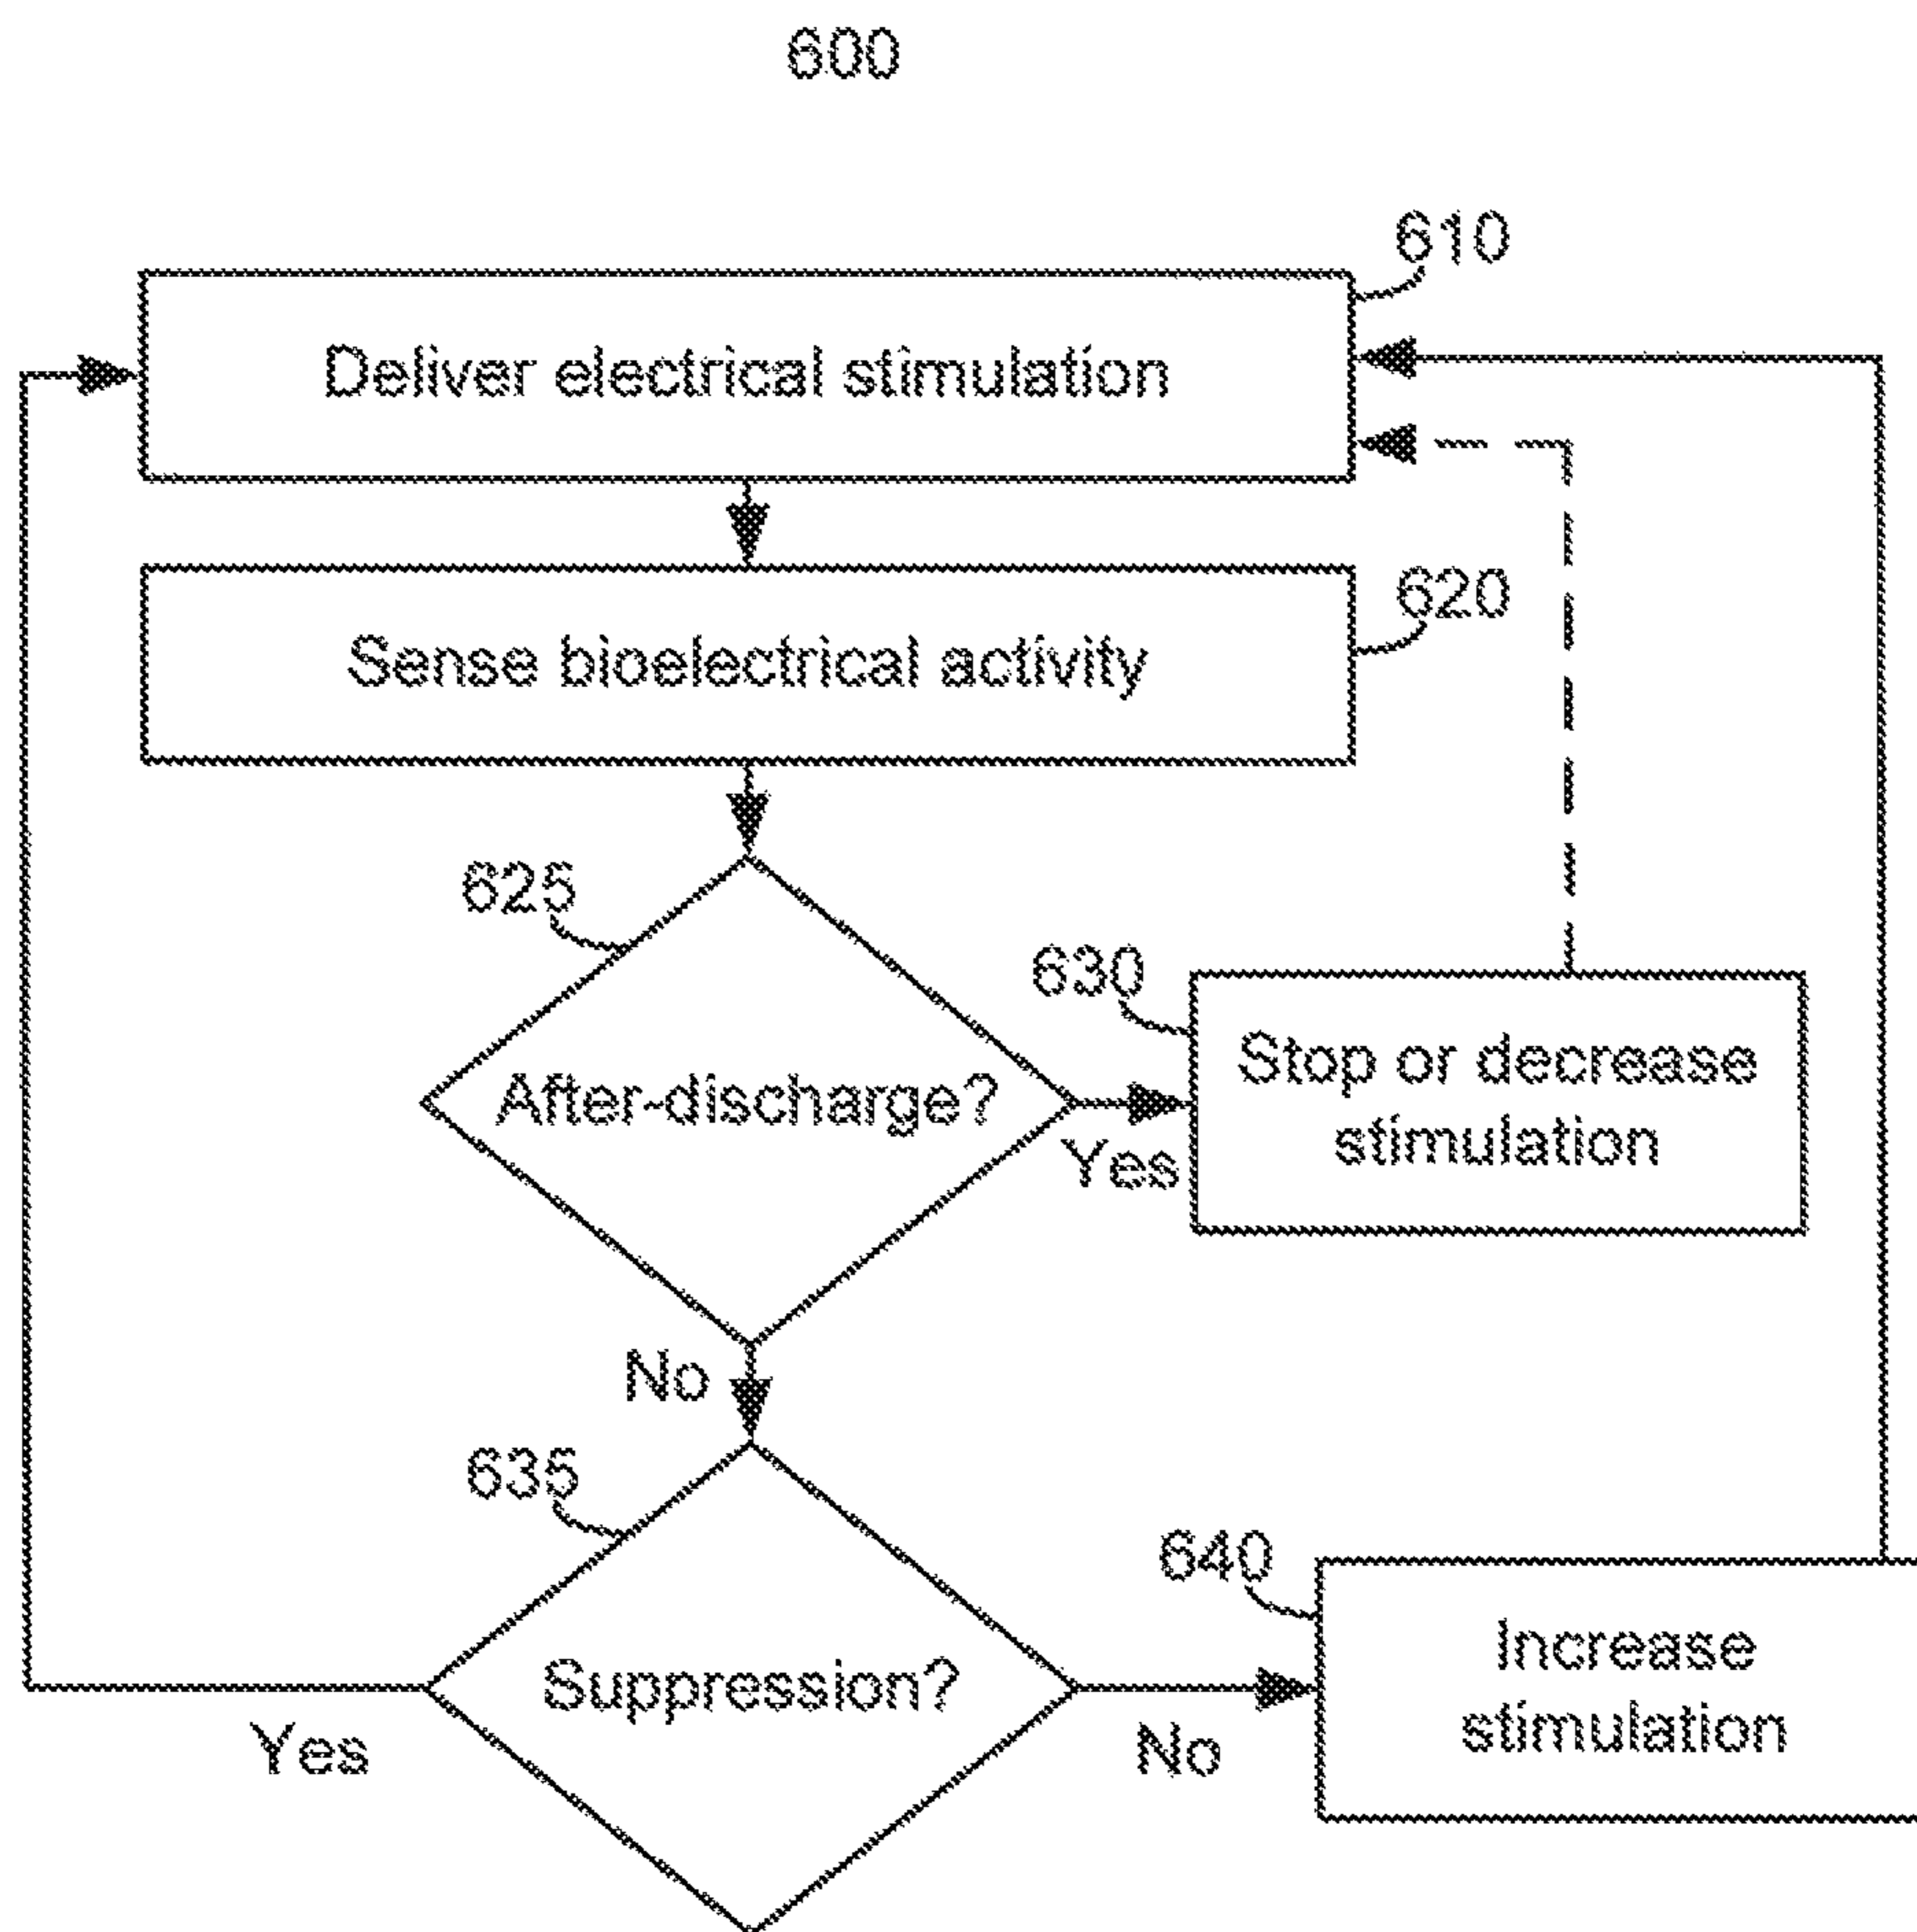 600
610
Deliver electrical stimulation
620
Sense bioelectrical activity
625
After-discharge?
Yes
630
Stop or decrease
stimulation
No
635
Suppression?
Yes
No
640
Increase
stimulation